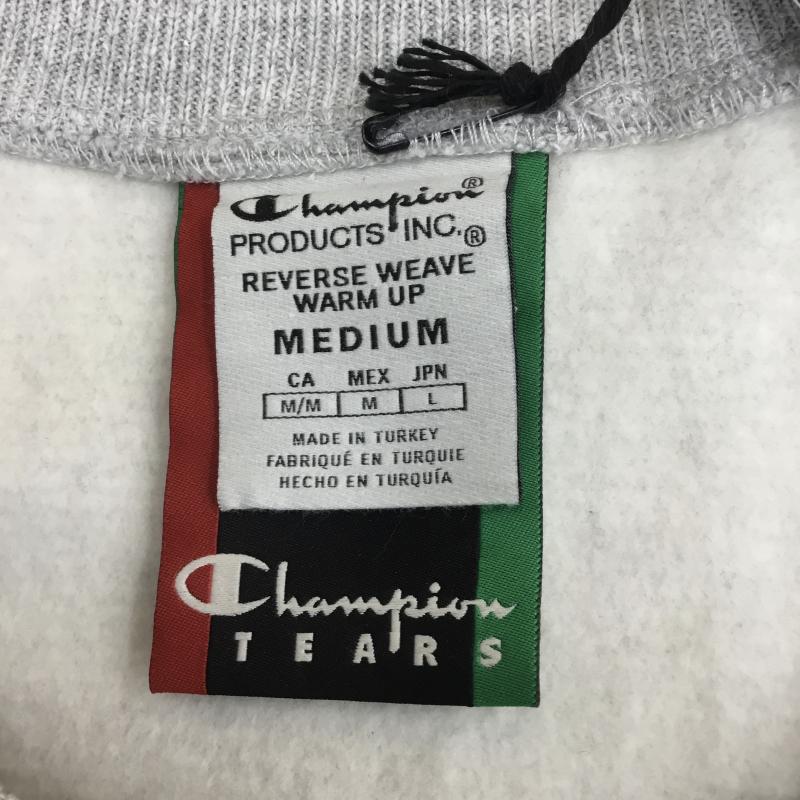 Champion®
PRODUCTS INC.®
REVERSE WEAVE
WARM UP
MEDIUM
CA MEX JPN
M/M M L
MADE IN TURKEY
FABRIQUÉ EN TURQUIE
HECHO EN TURQUÍA
Champion
TEARS